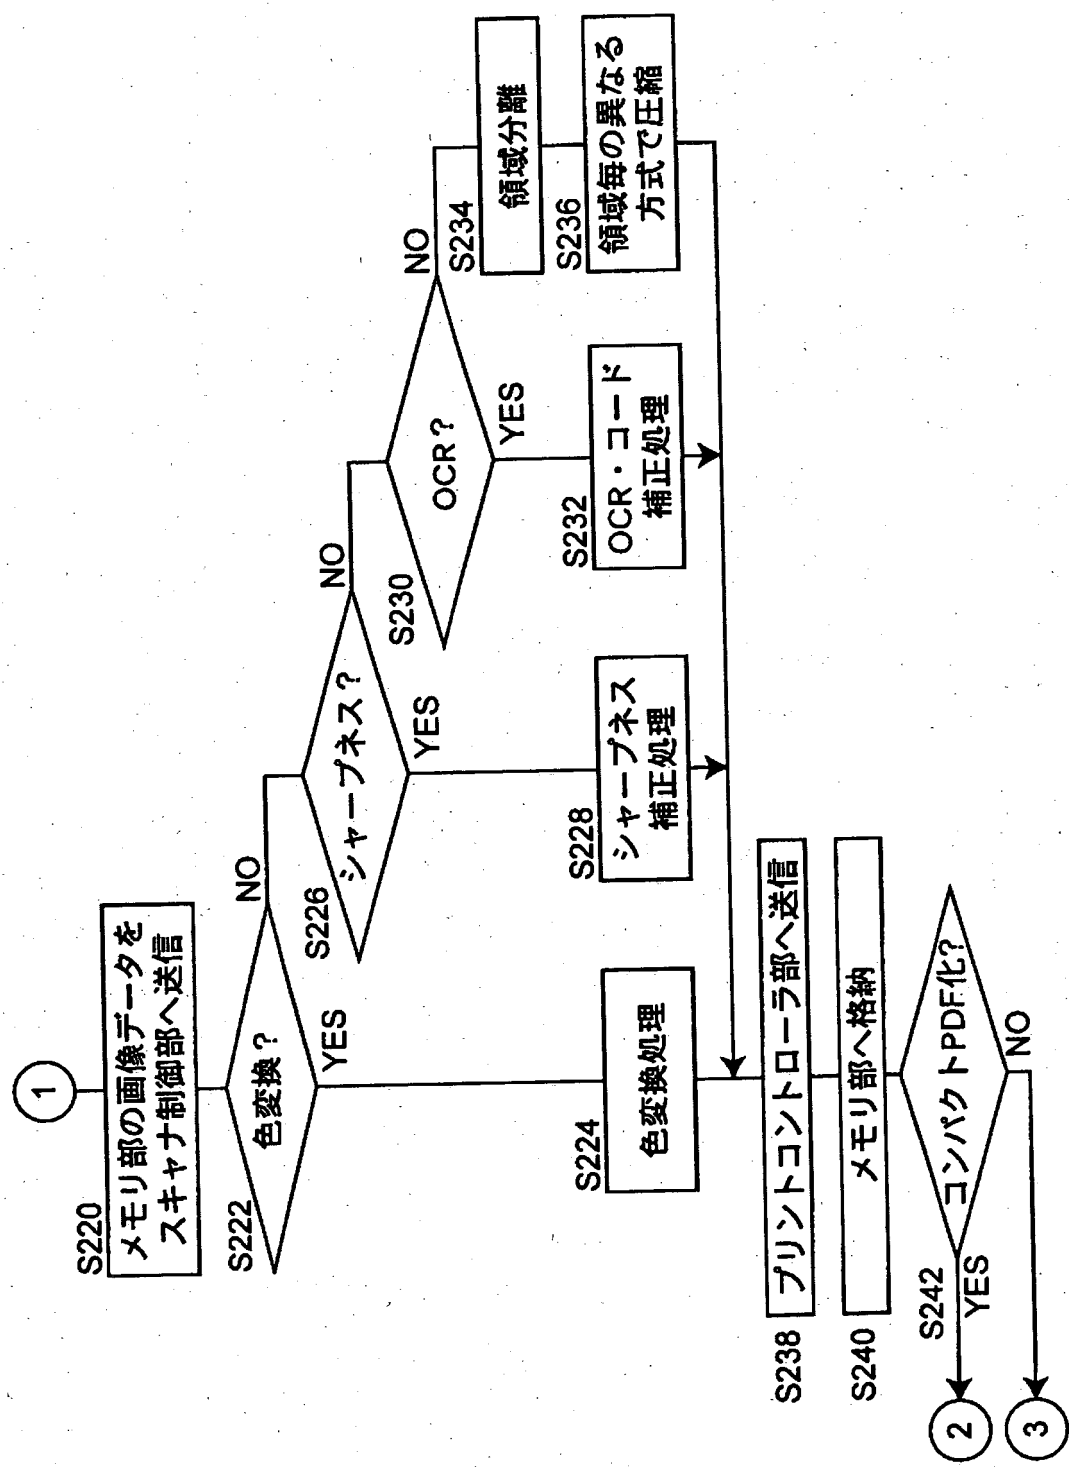 1
S220
メモリ部の画像データを
スキャナ制御部へ送信
S222
色変換？
NO
YES
S224
色変換処理
S226
シャープネス？
NO
YES
S228
シャープネス
補正処理
S230
OCR？
NO
YES
S232
OCR・コード
補正処理
S234
領域分離
S236
領域毎の異なる
方式で圧縮
S238
プリントコントローラ部へ送信
S240
メモリ部へ格納
S242
コンパクトPDF化?
YES
NO
2
3